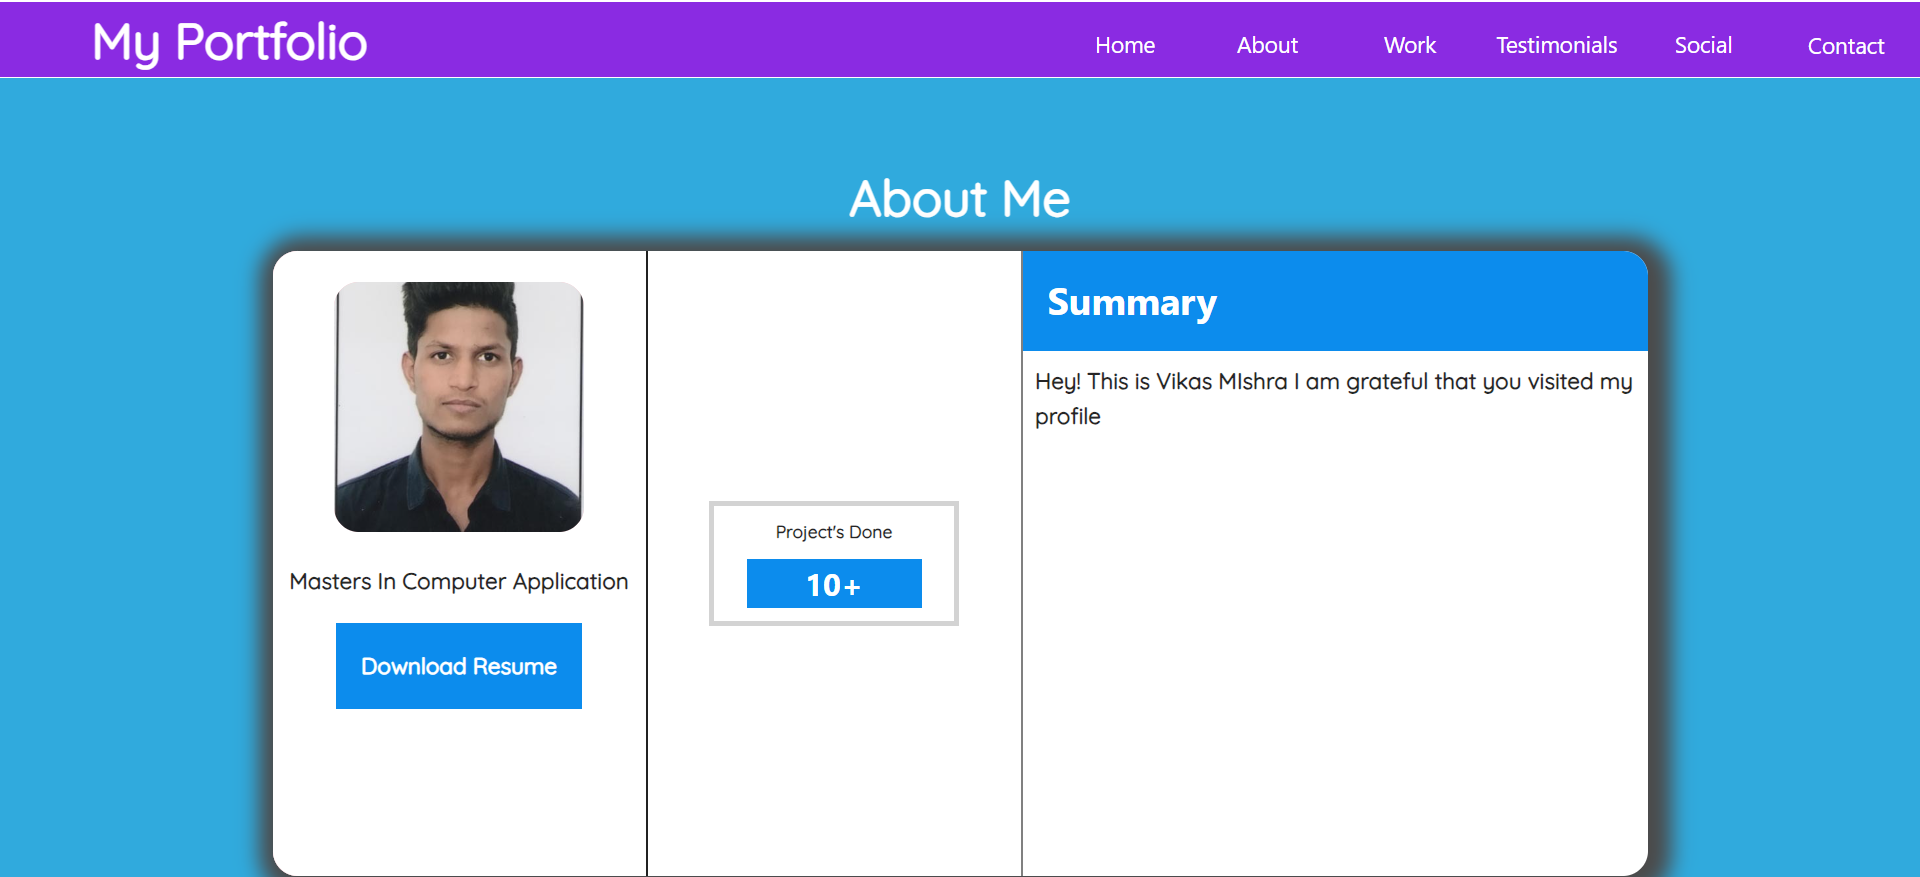 My Portfolio
Home About Work Testimonials Social Contact
About Me
Masters In Computer Application
Download Resume
Project's Done
10+
Summary
Hey! This is Vikas MIshra I am grateful that you visited my
profile